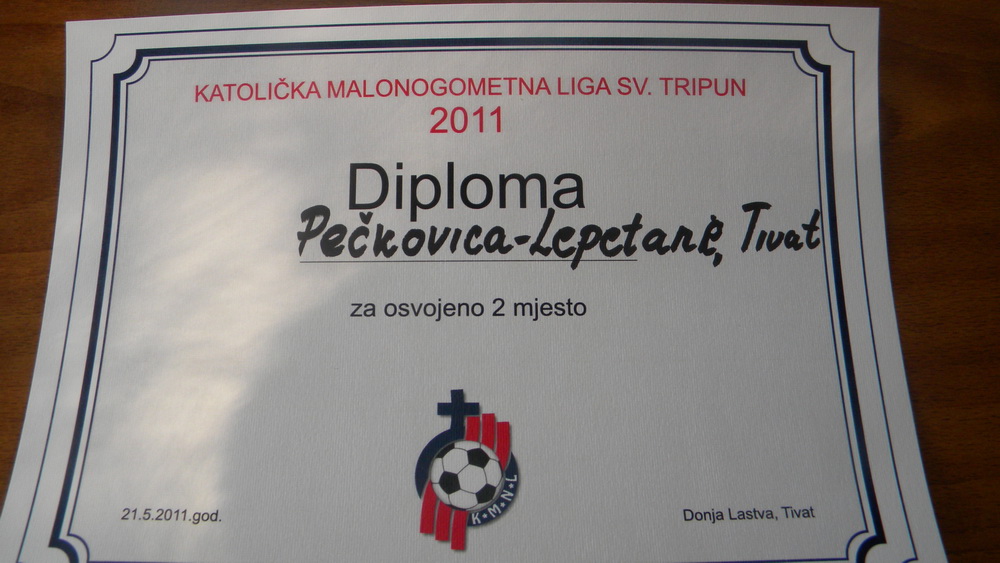 KATOLIČKA MALONOGOMETNA LIGA SV. TRIPUN
2011
Diploma
Pečkovica-Lepetane, Tivat
za osvojeno 2 mjesto
K·M·N·L
21.5.2011.god.
Donja Lastva, Tivat